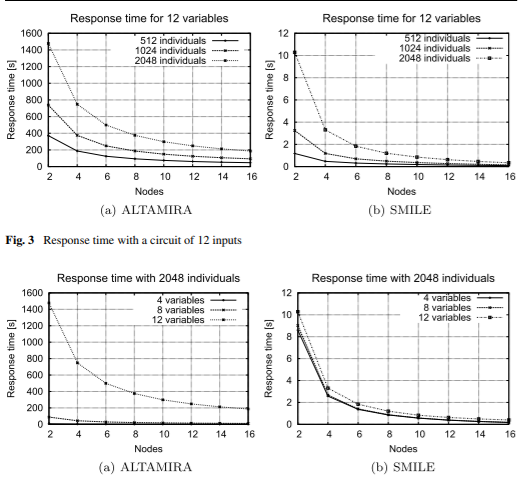 Response time for 12 variables
Response time for 12 variables
1600
1400
1200
1000
800
600
400
200
0
512 individuals
1024 individuals
2048 individuals
Response time [s]
2 4 6 8 10 12 14 16
Nodes
12
10
8
6
4
2
0
512 individuals
1024 individuals
2048 individuals
Response time [s]
2 4 6 8 10 12 14 16
Nodes
(a) ALTAMIRA
(b) SMILE
Fig. 3 Response time with a circuit of 12 inputs
Response time with 2048 individuals
Response time with 2048 individuals
1600
1400
1200
1000
800
600
400
200
0
4 variables
8 variables
12 variables
Response time [s]
2 4 6 8 10 12 14 16
Nodes
12
10
8
6
4
2
0
4 variables
8 variables
12 variables
Response time [s]
2 4 6 8 10 12 14 16
Nodes
(a) ALTAMIRA
(b) SMILE